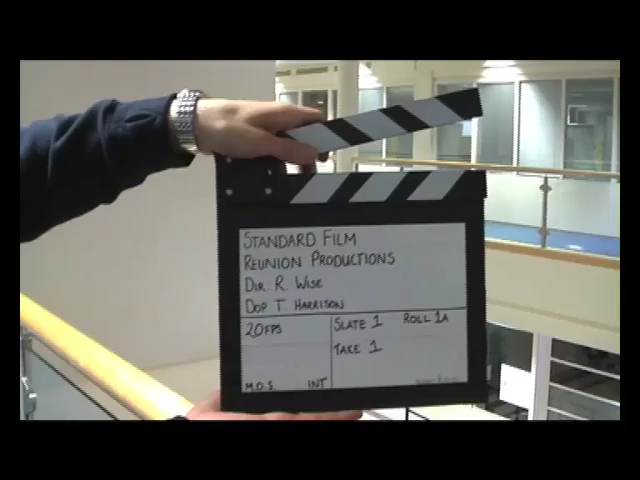 STANDARD FILM
REUNION PRODUCTIONS
DIR. R. WISE
DOP T. HARRISON
20FPS
SLATE 1 ROLL 1A
TAKE 1
M.O.S. INT